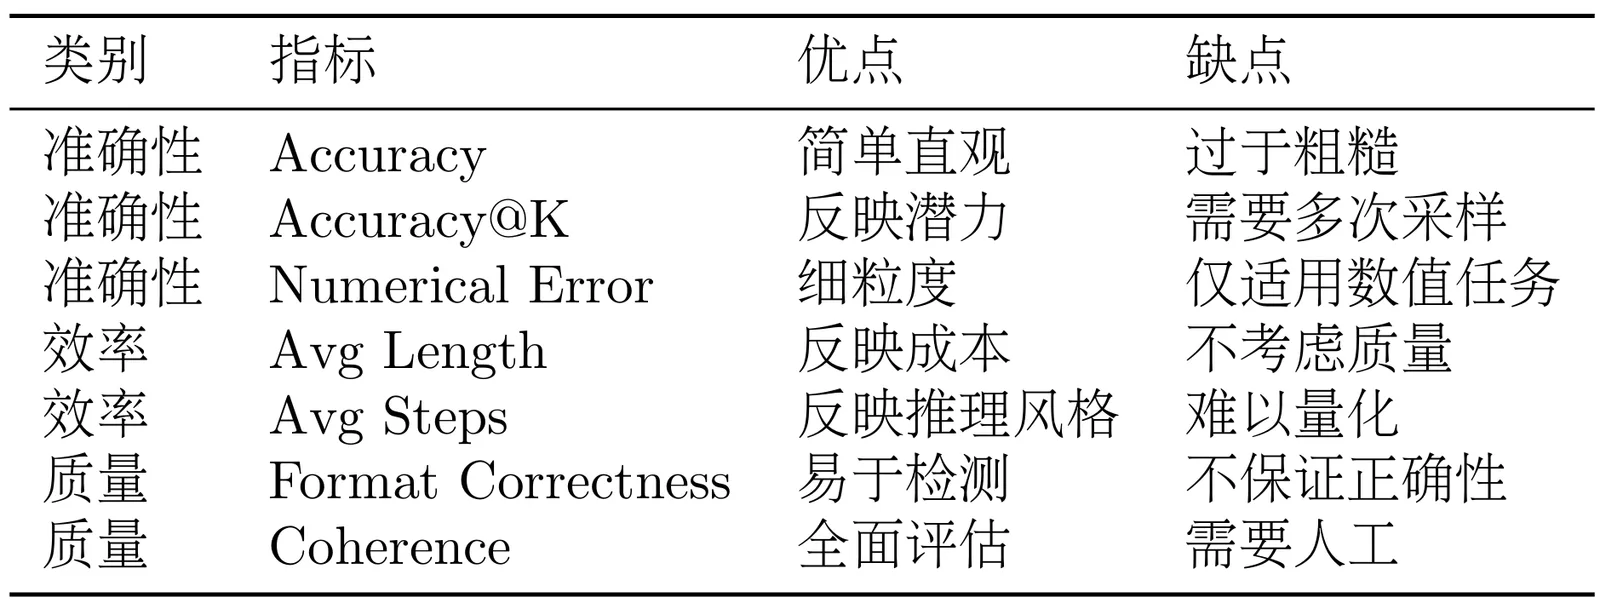 类别 指标 优点 缺点
准确性 Accuracy 简单直观 过于粗糙
准确性 Accuracy@K 反映潜力 需要多次采样
准确性 Numerical Error 细粒度 仅适用数值任务
效率 Avg Length 反映成本 不考虑质量
效率 Avg Steps 反映推理风格 难以量化
质量 Format Correctness 易于检测 不保证正确性
质量 Coherence 全面评估 需要人工